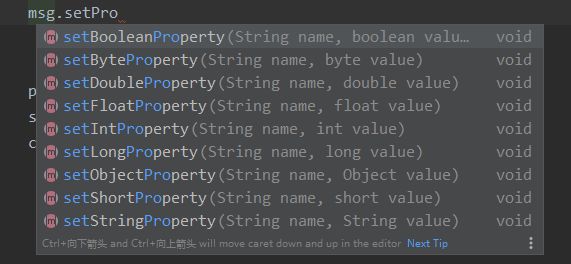 msg.setPro
setBooleanProperty(String name, boolean valu… void
setByteProperty(String name, byte value) void
setDoubleProperty(String name, double value) void
setFloatProperty(String name, float value) void
setIntProperty(String name, int value) void
setLongProperty(String name, long value) void
setObjectProperty(String name, Object value) void
setShortProperty(String name, short value) void
setStringProperty(String name, String value) void
Ctrl+向下箭头 and Ctrl+向上箭头 will move caret down and up in the editor Next Tip
p
s
c